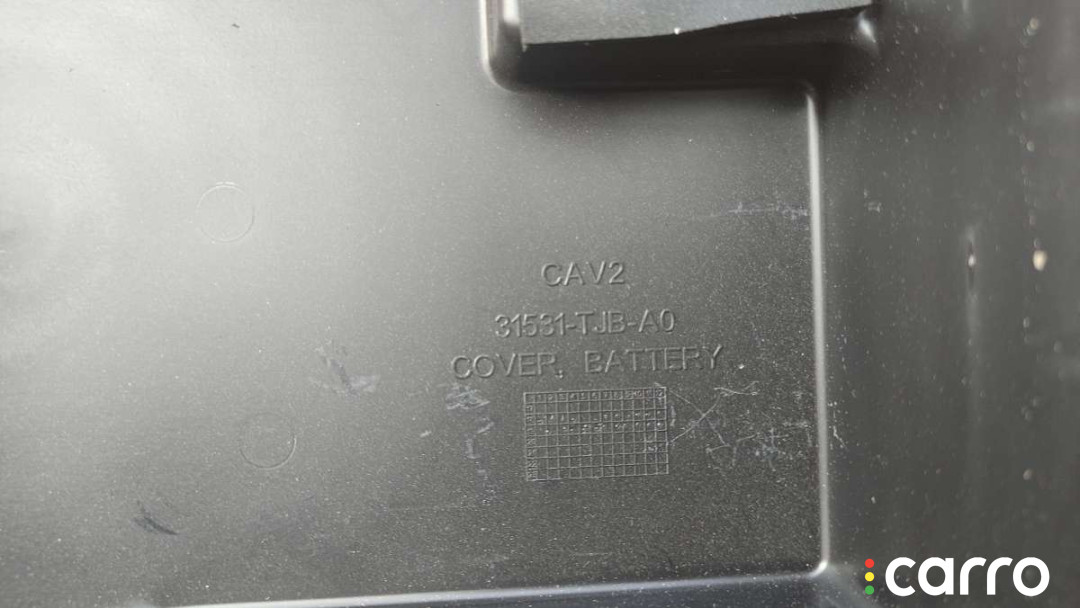 CAV2
31531-TJB-A0
COVER, BATTERY
carro